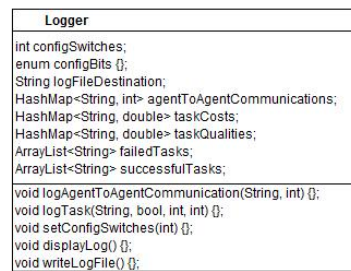 Logger
int configSwitches;
enum configBits {};
String logFileDestination;
HashMap<String, int> agentToAgentCommunications;
HashMap<String, double> taskCosts;
HashMap<String, double> taskQualities;
ArrayList<String> failedTasks;
ArrayList<String> successfulTasks;
void logAgentToAgentCommunication(String, int) {};
void logTask(String, bool, int, int) {};
void setConfigSwitches(int) {};
void displayLog() {};
void writeLogFile() {};